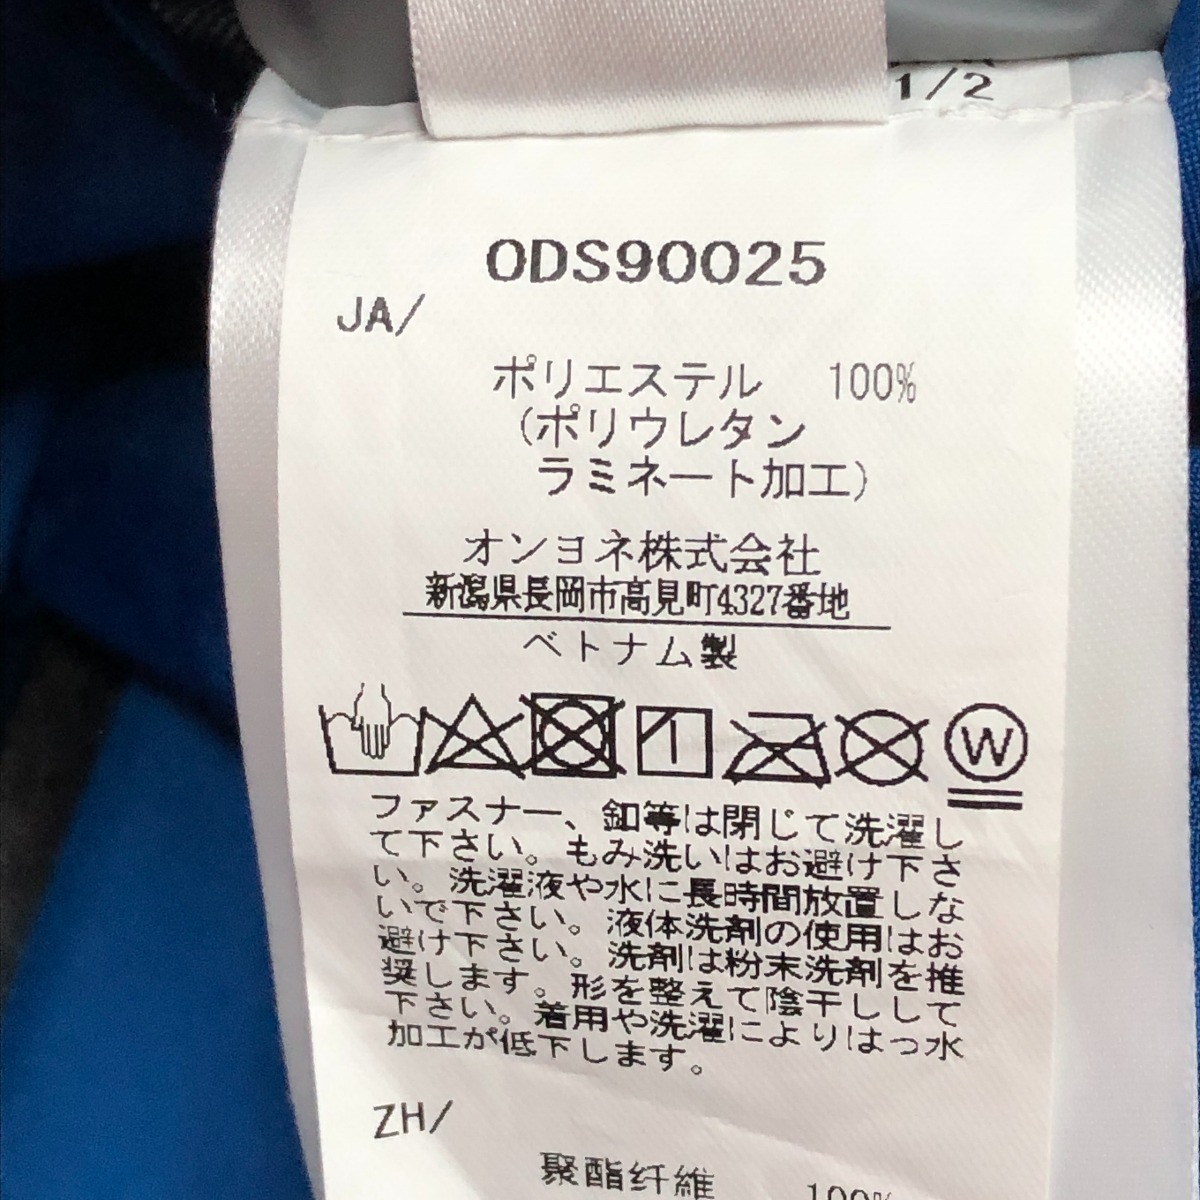 1/2
ODS90025
JA/
ポリエステル 100%
(ポリウレタン
ラミネート加工)
オンヨネ株式会社
新潟県長岡市高見町4327番地
ベトナム製
W
ファスナー、釦等は閉じて洗濯し
て下さい。もみ洗いはお避け下さ
い。洗濯液や水に長時間放置しな
いで下さい。液体洗剤の使用はお
避け下さい。洗剤は粉末洗剤を推
奨します。形を整えて陰干しして
下さい。着用や洗濯によりはっ水
加工が低下します。
ZH/
聚酯纤维 100%